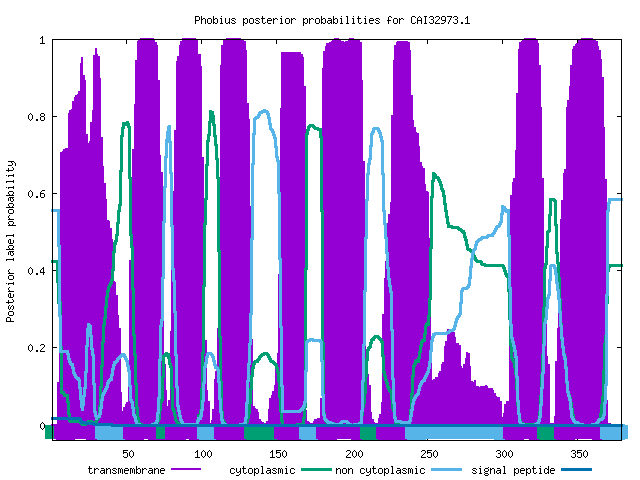 Phobius posterior probabilities for CAI32973.1
Posterior label probability
1
0.8
0.6
0.4
0.2
0
50 100 150 200 250 300 350
transmembrane cytoplasmic non cytoplasmic signal peptide